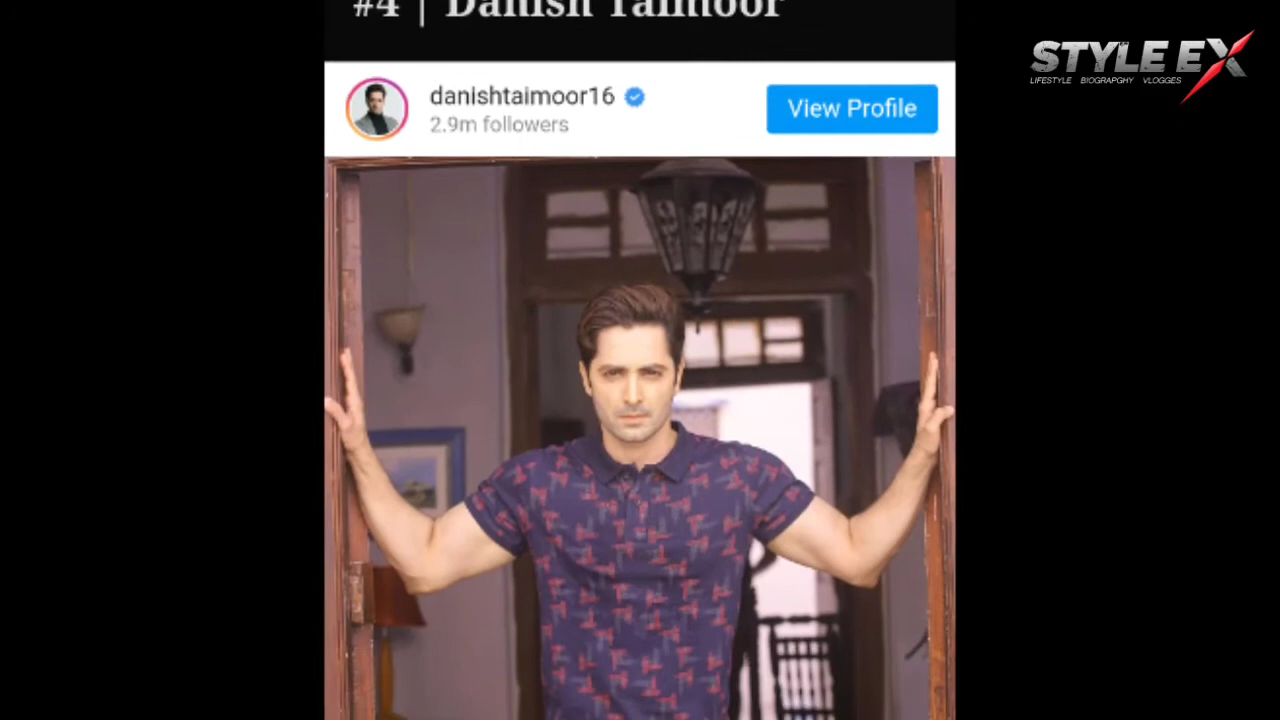 #4 | Danish Taimoor
STYLE EX
LIFESTYLE BIOGRAPGHY VLOGGES
danishtaimoor16
View Profile
2.9m followers